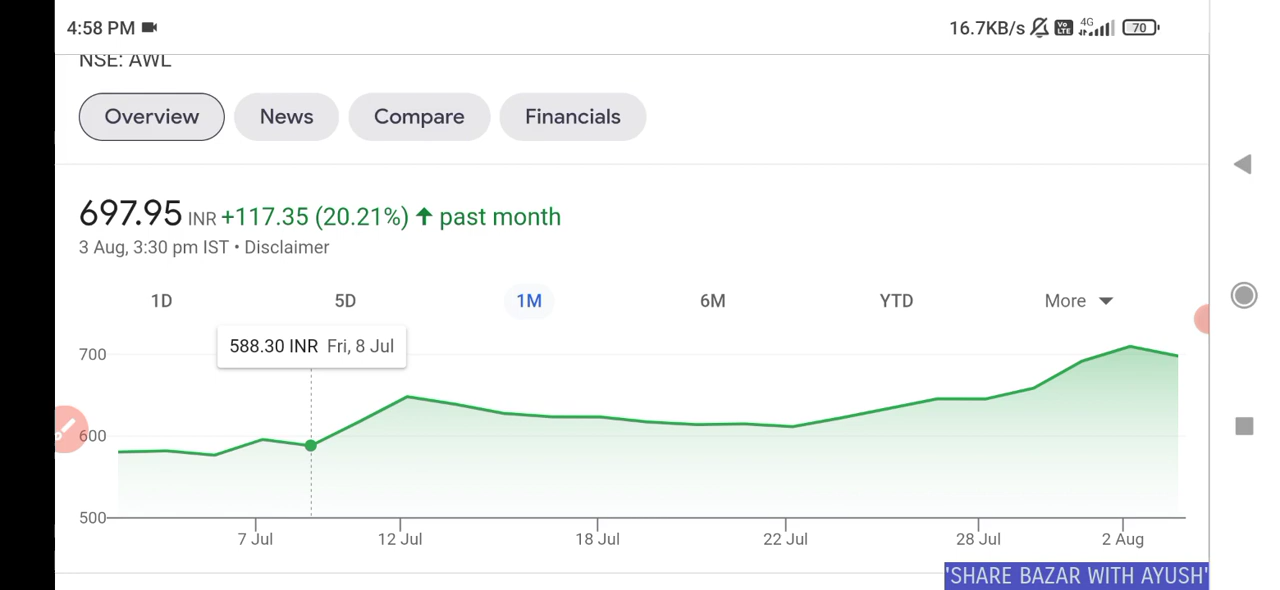 4:58 PM 16.7KB/s Vo LTE 4G 70
NSE: AWL
Overview News Compare Financials
697.95 INR +117.35 (20.21%) ↑ past month
3 Aug, 3:30 pm IST • Disclaimer
1D 5D 1M 6M YTD More
588.30 INR Fri, 8 Jul
700
600
500
7 Jul 12 Jul 18 Jul 22 Jul 28 Jul 2 Aug
'SHARE BAZAR WITH AYUSH'